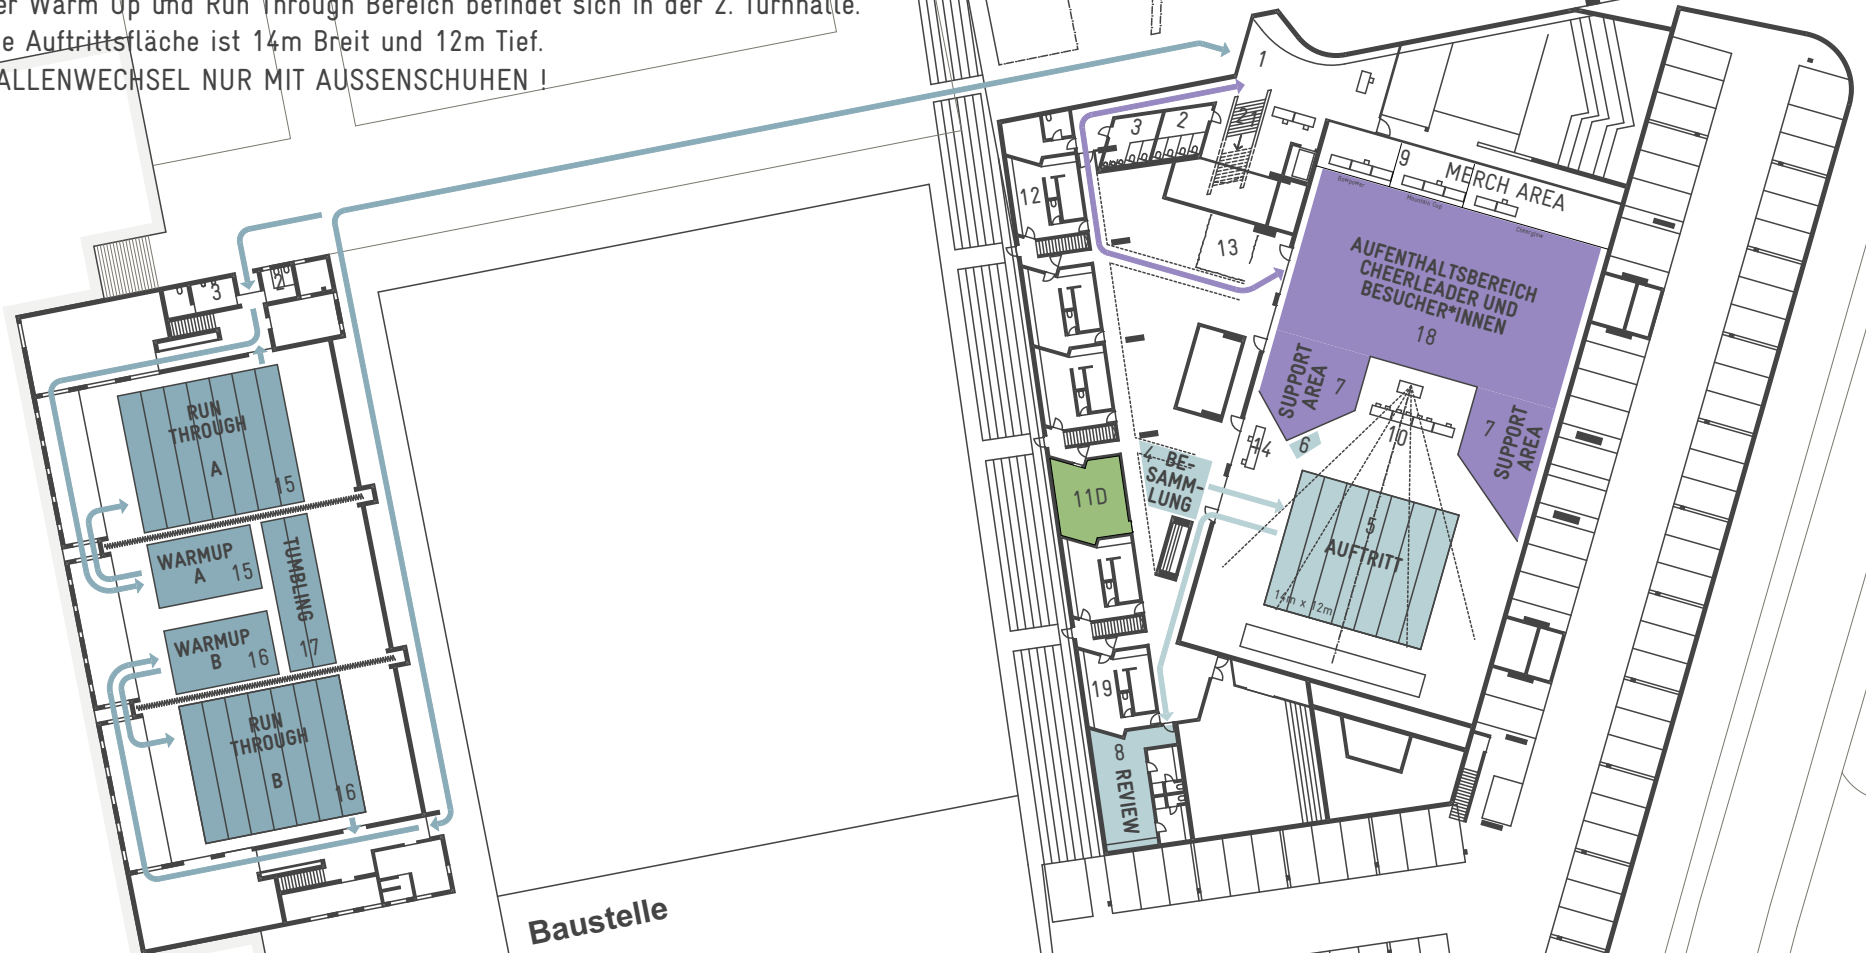 er Warm Up und Run Through Bereich befindet sich in der 2. Turnhalle.
e Auftrittsfläche ist 14m Breit und 12m Tief.
ALLENWECHSEL NUR MIT AUSSENSCHUHEN !
1
2
3
21
12
13
9
MERCH AREA
Mountain Cup
AUFENTHALTSBEREICH
CHEERLEADER UND
BESUCHER*INNEN
18
SUPPORT
AREA
7
7
SUPPORT
AREA
10
6
14
4 BE-
SAMM-
LUNG
11D
5
AUFTRITT
14m x 12m
19
8
REVIEW
3
2
RUN
THROUGH
A
15
WARMUP
A
15
TUMBLING
17
WARMUP
B
16
RUN
THROUGH
B
16
Baustelle